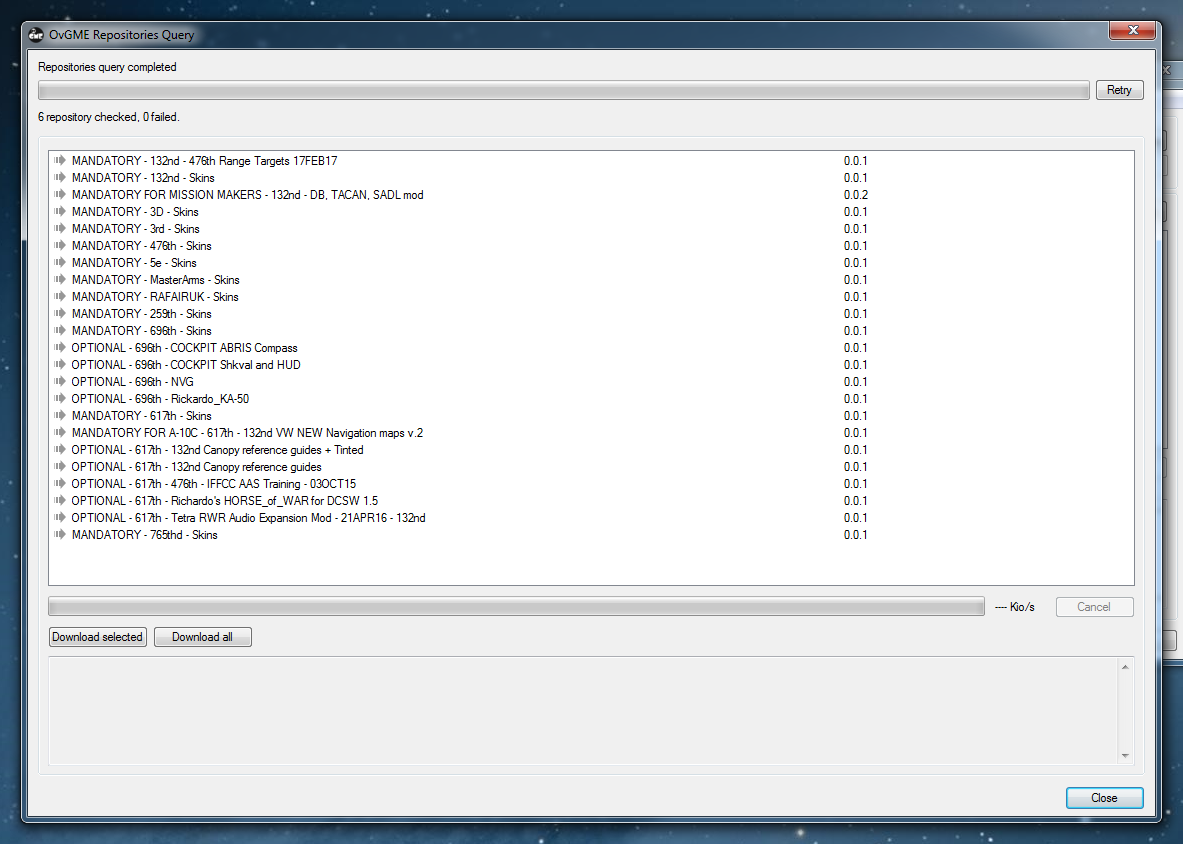 OvGME Repositories Query
Repositories query completed
Retry
6 repository checked, 0 failed.
MANDATORY - 132nd - 476th Range Targets 17FEB17 0.0.1
MANDATORY - 132nd - Skins 0.0.1
MANDATORY FOR MISSION MAKERS - 132nd - DB, TACAN, SADL mod 0.0.2
MANDATORY - 3D - Skins 0.0.1
MANDATORY - 3rd - Skins 0.0.1
MANDATORY - 476th - Skins 0.0.1
MANDATORY - 5e - Skins 0.0.1
MANDATORY - MasterArms - Skins 0.0.1
MANDATORY - RAFAIRUK - Skins 0.0.1
MANDATORY - 259th - Skins 0.0.1
MANDATORY - 696th - Skins 0.0.1
OPTIONAL - 696th - COCKPIT ABRIS Compass 0.0.1
OPTIONAL - 696th - COCKPIT Shkval and HUD 0.0.1
OPTIONAL - 696th - NVG 0.0.1
OPTIONAL - 696th - Rickardo_KA-50 0.0.1
MANDATORY - 617th - Skins 0.0.1
MANDATORY FOR A-10C - 617th - 132nd VW NEW Navigation maps v.2 0.0.1
OPTIONAL - 617th - 132nd Canopy reference guides + Tinted 0.0.1
OPTIONAL - 617th - 132nd Canopy reference guides 0.0.1
OPTIONAL - 617th - 476th - IFFCC AAS Training - 03OCT15 0.0.1
OPTIONAL - 617th - Richardo's HORSE_of_WAR for DCSW 1.5 0.0.1
OPTIONAL - 617th - Tetra RWR Audio Expansion Mod - 21APR16 - 132nd 0.0.1
MANDATORY - 765thd - Skins 0.0.1
---- Kio/s Cancel
Download selected Download all
Close